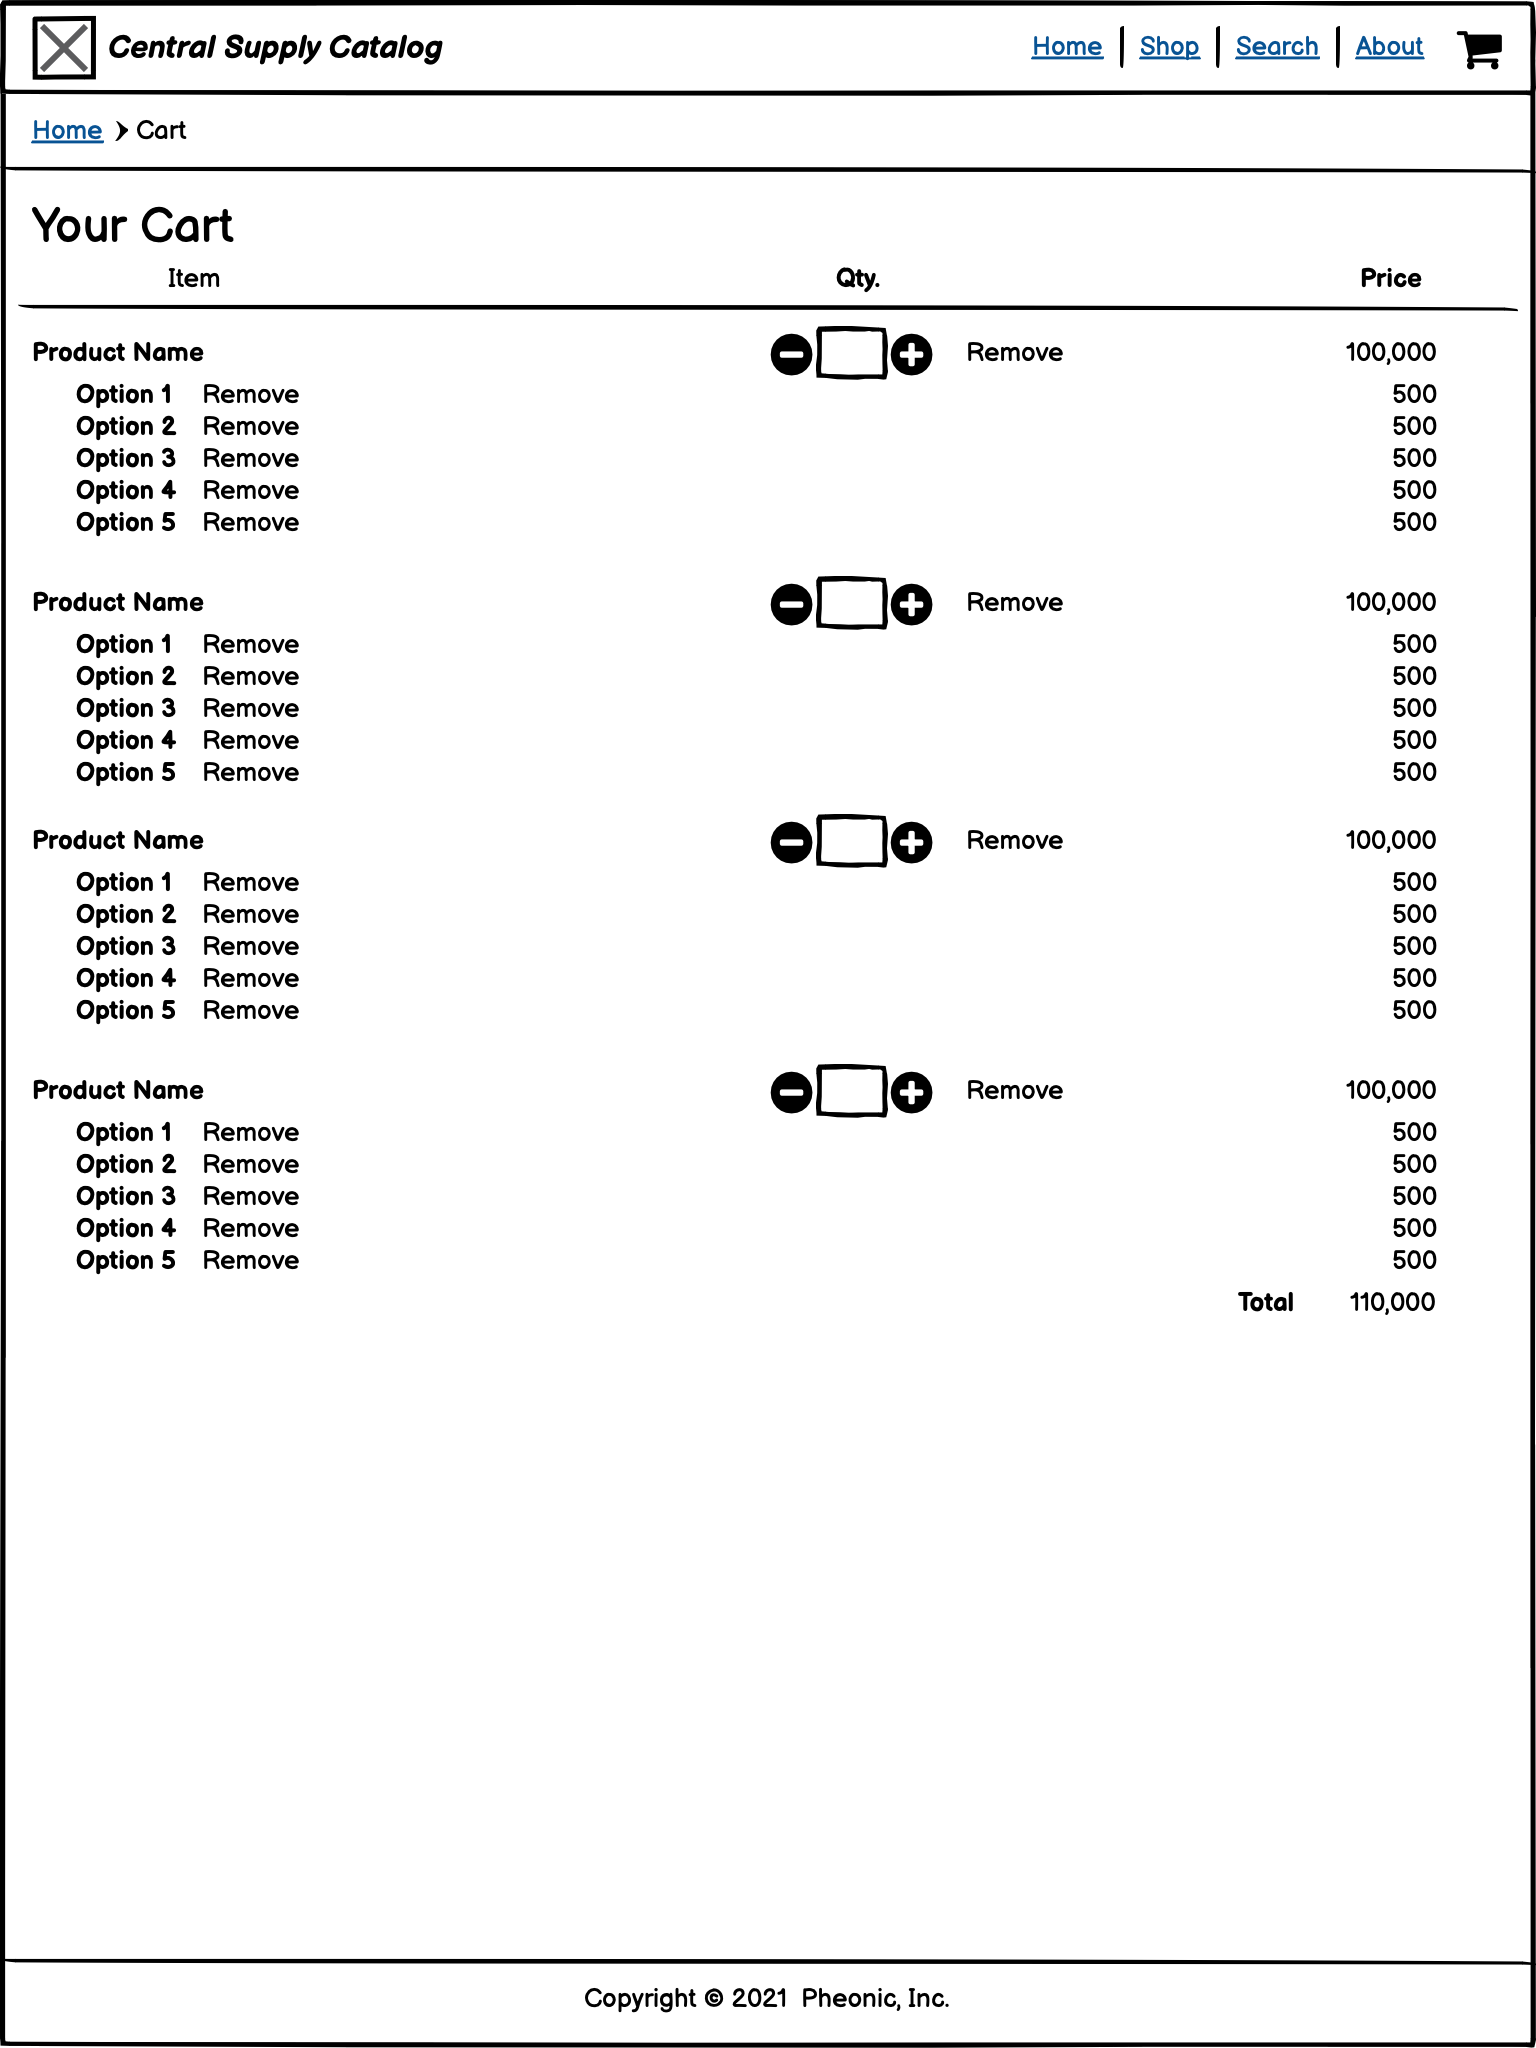 Central Supply Catalog Home Shop Search About
Home Cart
Your Cart
Item Qty. Price
Product Name Remove 100,000
Option 1 Remove 500
Option 2 Remove 500
Option 3 Remove 500
Option 4 Remove 500
Option 5 Remove 500
Product Name Remove 100,000
Option 1 Remove 500
Option 2 Remove 500
Option 3 Remove 500
Option 4 Remove 500
Option 5 Remove 500
Product Name Remove 100,000
Option 1 Remove 500
Option 2 Remove 500
Option 3 Remove 500
Option 4 Remove 500
Option 5 Remove 500
Product Name Remove 100,000
Option 1 Remove 500
Option 2 Remove 500
Option 3 Remove 500
Option 4 Remove 500
Option 5 Remove 500
Total 110,000
Copyright © 2021 Pheonic, Inc.